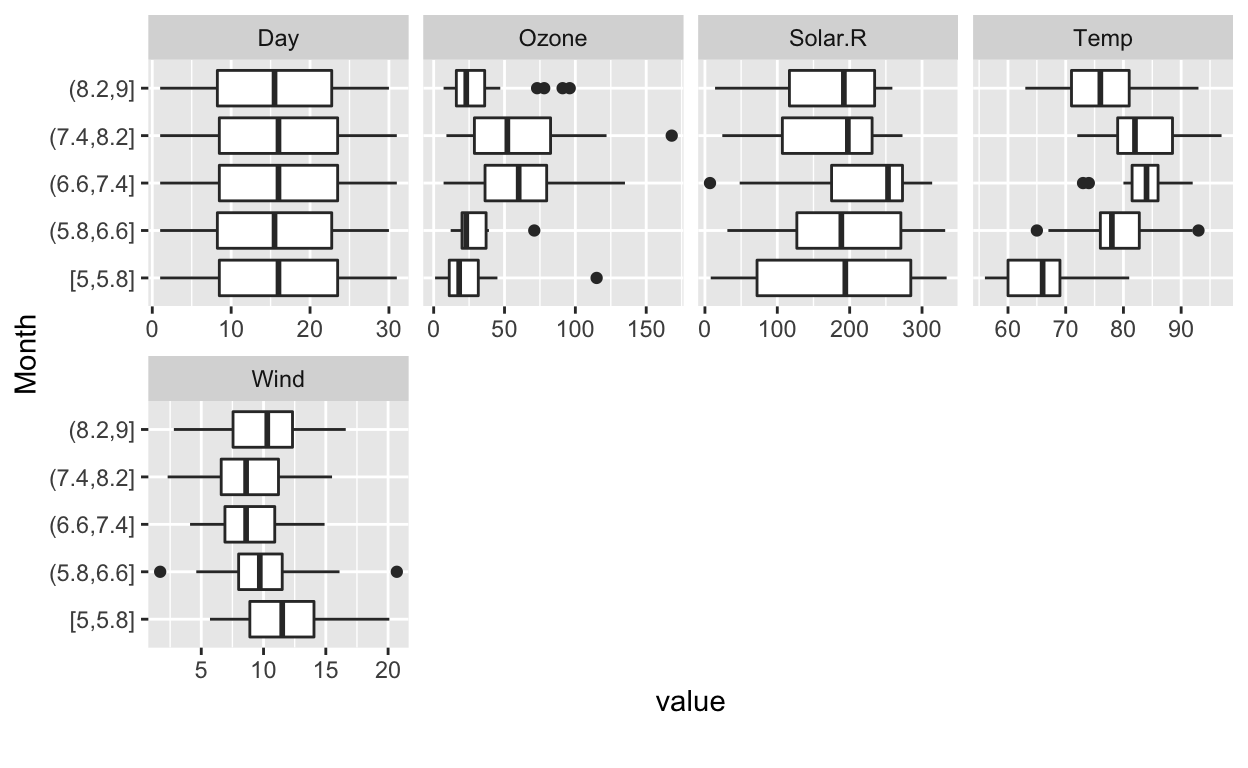 Day Ozone Solar.R Temp
(8.2,9]
(7.4,8.2]
(6.6,7.4]
(5.8,6.6]
[5,5.8]
0 10 20 30 0 50 100 150 0 100 200 300 60 70 80 90
Month
Wind
(8.2,9]
(7.4,8.2]
(6.6,7.4]
(5.8,6.6]
[5,5.8]
5 10 15 20
value